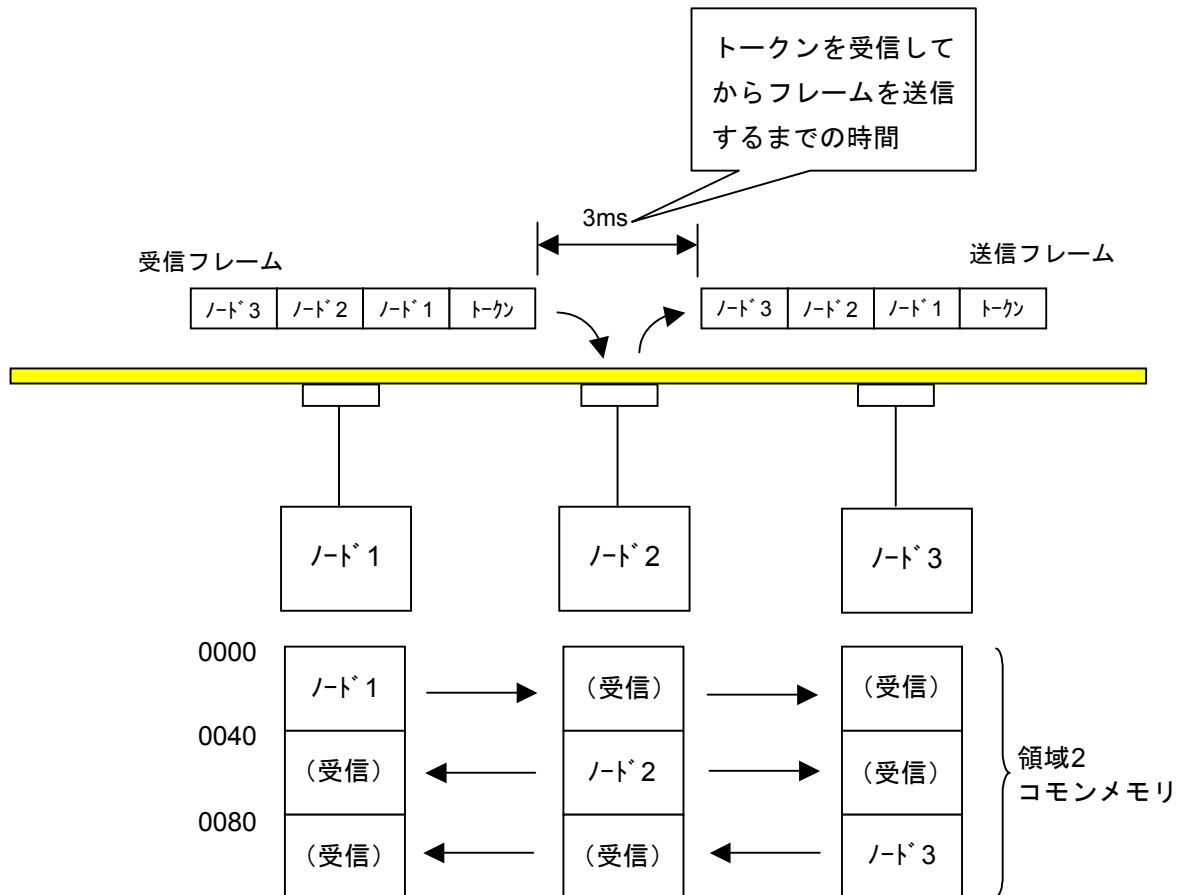 トークンを受信して
からフレームを送信
するまでの時間
3ms
受信フレーム
送信フレーム
ﾉｰﾄﾞ3 ﾉｰﾄﾞ2 ﾉｰﾄﾞ1 ﾄｰｸﾝ
ﾉｰﾄﾞ3 ﾉｰﾄﾞ2 ﾉｰﾄﾞ1 ﾄｰｸﾝ
ﾉｰﾄﾞ1
ﾉｰﾄﾞ2
ﾉｰﾄﾞ3
0000
ﾉｰﾄﾞ1 （受信） （受信）
0040
（受信） ﾉｰﾄﾞ2 （受信）
0080
（受信） （受信） ﾉｰﾄﾞ3
領域2
コモンメモリ